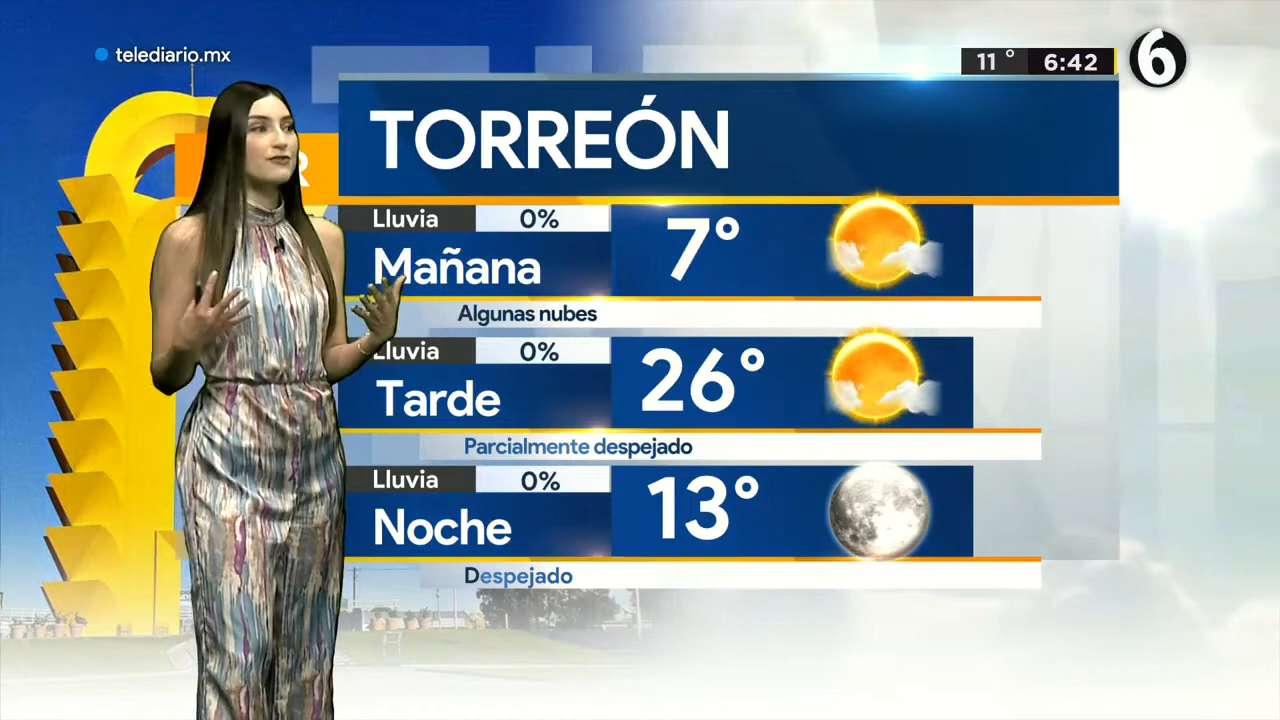 telediario.mx
11° 6:42 6
TORREÓN
R
Lluvia 0%
Mañana 7°
Algunas nubes
Lluvia 0%
Tarde 26°
Parcialmente despejado
Lluvia 0%
Noche 13°
Despejado